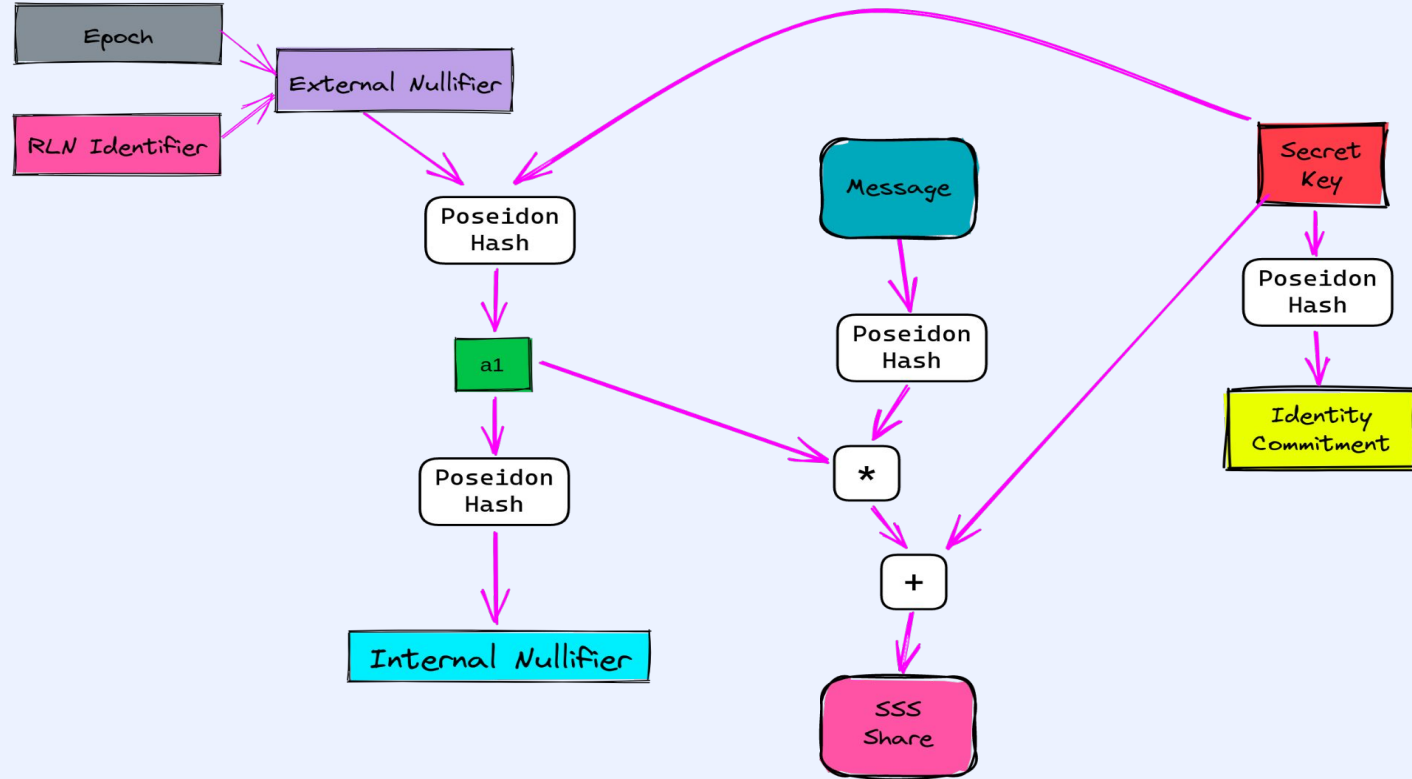 Epoch
External Nullifier
RLN Identifier
Secret
Key
Message
Poseidon
Hash
Poseidon
Hash
Poseidon
Hash
a1
Identity
Commitment
*
Poseidon
Hash
+
Internal Nullifier
SSS
Share